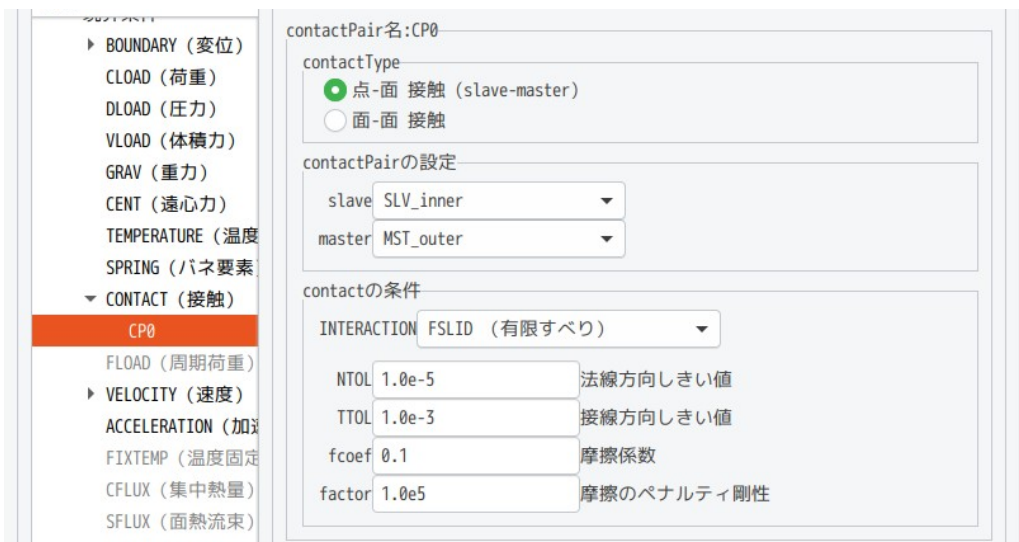 BOUNDARY (変位)
CLOAD (荷重)
DLOAD (圧力)
VLOAD (体積力)
GRAV (重力)
CENT (遠心力)
TEMPERATURE (温度
SPRING (バネ要素)
CONTACT (接触)
CP0
FLOAD (周期荷重)
VELOCITY (速度)
ACCELERATION (加速
FIXTEMP (温度固定
CFLUX (集中熱量)
SFLUX (面熱流束)
contactPair名:CP0
contactType
点-面 接触 (slave-master)
面-面 接触
contactPairの設定
slave SLV_inner
master MST_outer
contactの条件
INTERACTION FSLID (有限すべり)
NTOL 1.0e-5 法線方向しきい値
TTOL 1.0e-3 接線方向しきい値
fcoef 0.1 摩擦係数
factor 1.0e5 摩擦のペナルティ剛性